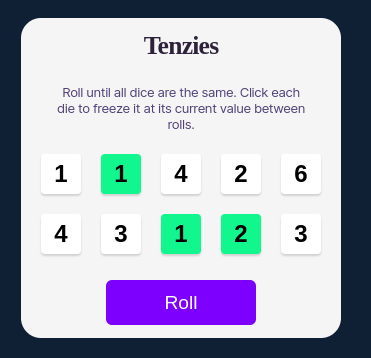 Tenzies
Roll until all dice are the same. Click each
die to freeze it at its current value between
rolls.
1 1 4 2 6
4 3 1 2 3
Roll